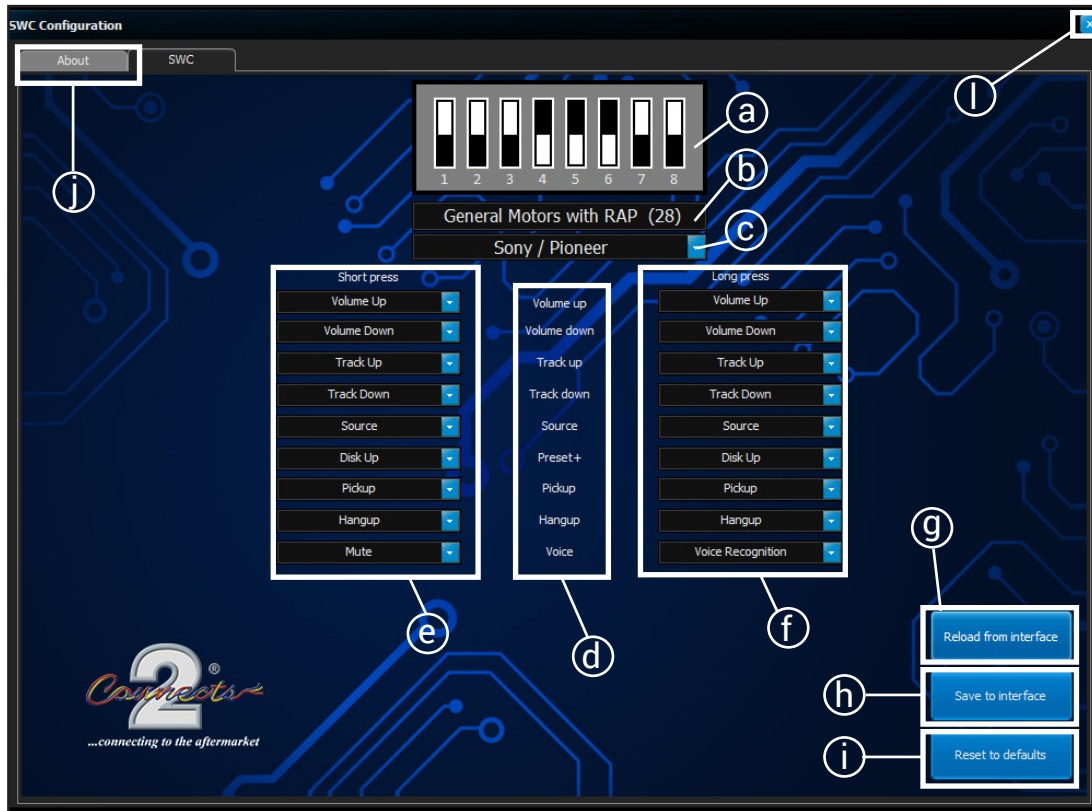 SWC Configuration
×
About
SWC
l
j
a
1 2 3 4 5 6 7 8
b
General Motors with RAP (28)
c
Sony / Pioneer
Short press
Long press
Volume Up Volume up Volume Up
Volume Down Volume down Volume Down
Track Up Track up Track Up
Track Down Track down Track Down
Source Source Source
Disk Up Preset+ Disk Up
Pickup Pickup Pickup
Hangup Hangup Hangup
Mute Voice Voice Recognition
g
e
d
f
Reload from interface
h
Save to interface
i
Reset to defaults
Connects 2 ®
...connecting to the aftermarket